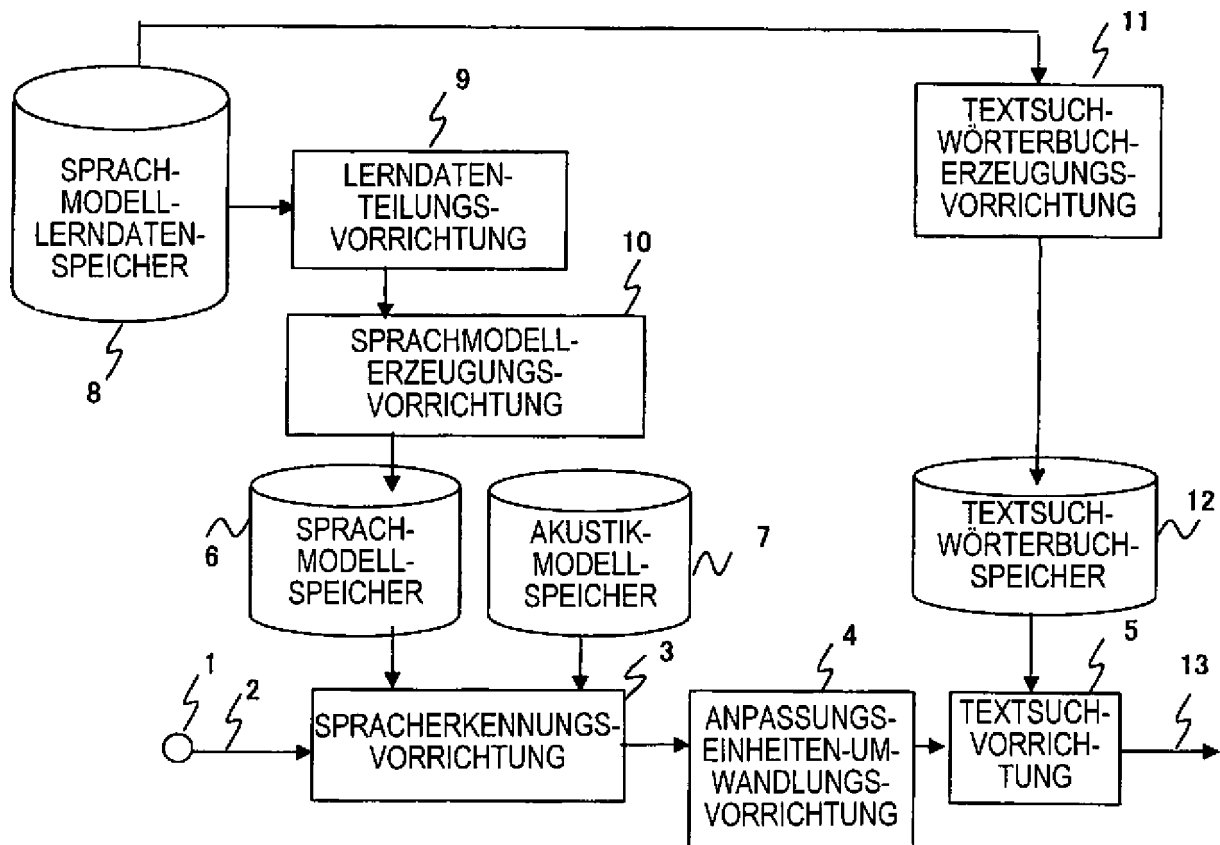 11
9
SPRACH-
MODELL-
LERNDATEN-
SPEICHER
8
LERNDATEN-
TEILUNGS-
VORRICHTUNG
TEXTSUCH-
WÖRTERBUCH-
ERZEUGUNGS-
VORRICHTUNG
10
SPRACHMODELL-
ERZEUGUNGS-
VORRICHTUNG
6
SPRACH-
MODELL-
SPEICHER
AKUSTIK-
MODELL-
SPEICHER
7
TEXTSUCH-
WÖRTERBUCH-
SPEICHER
12
1
2
3
SPRACHERKENNUNGS-
VORRICHTUNG
4
ANPASSUNGS-
EINHEITEN-UM-
WANDLUNGS-
VORRICHTUNG
5
TEXTSUCH-
VORRICH-
TUNG
13